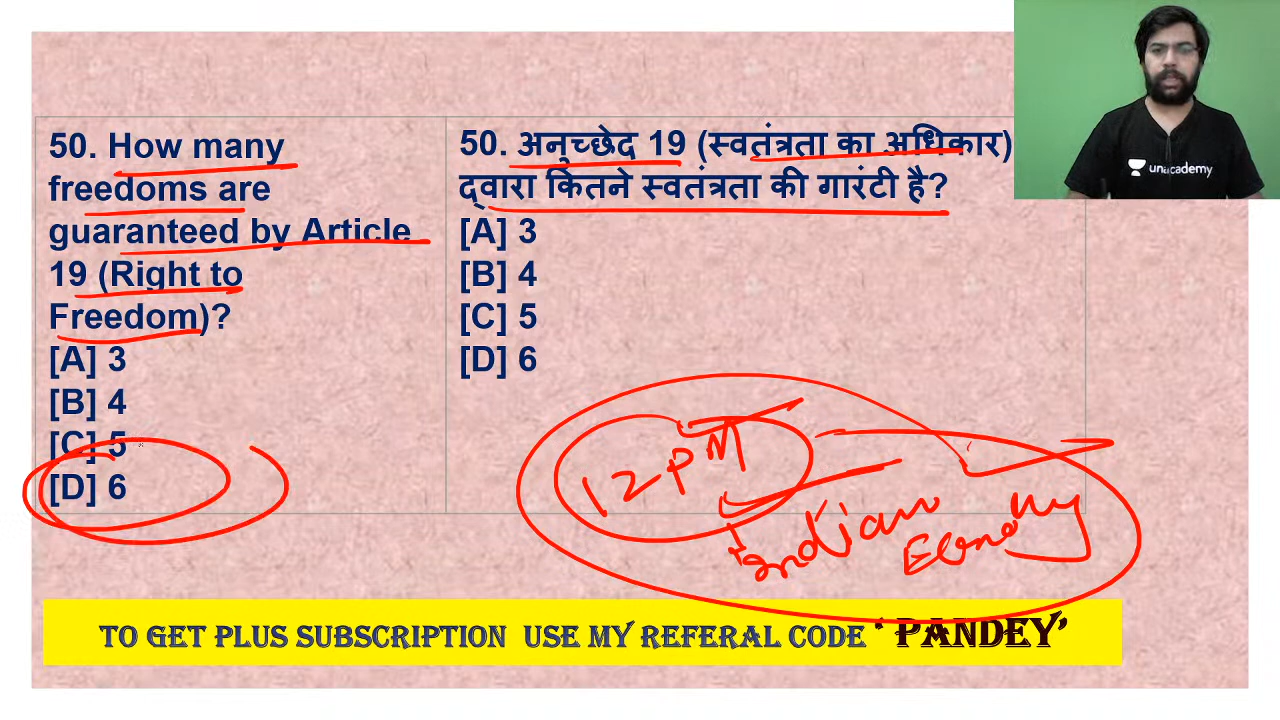 50. How many
freedoms are
guaranteed by Article
19 (Right to
Freedom)?
[A] 3
[B] 4
[C] 5
[D] 6
50. अनुच्छेद 19 (स्वतंत्रता का अधिकार)
द्वारा कितने स्वतंत्रता की गारंटी है?
[A] 3
[B] 4
[C] 5
[D] 6
12 PM
Indian
Economy
unacademy
TO GET PLUS SUBSCRIPTION USE MY REFERAL CODE ‘ PANDEY’